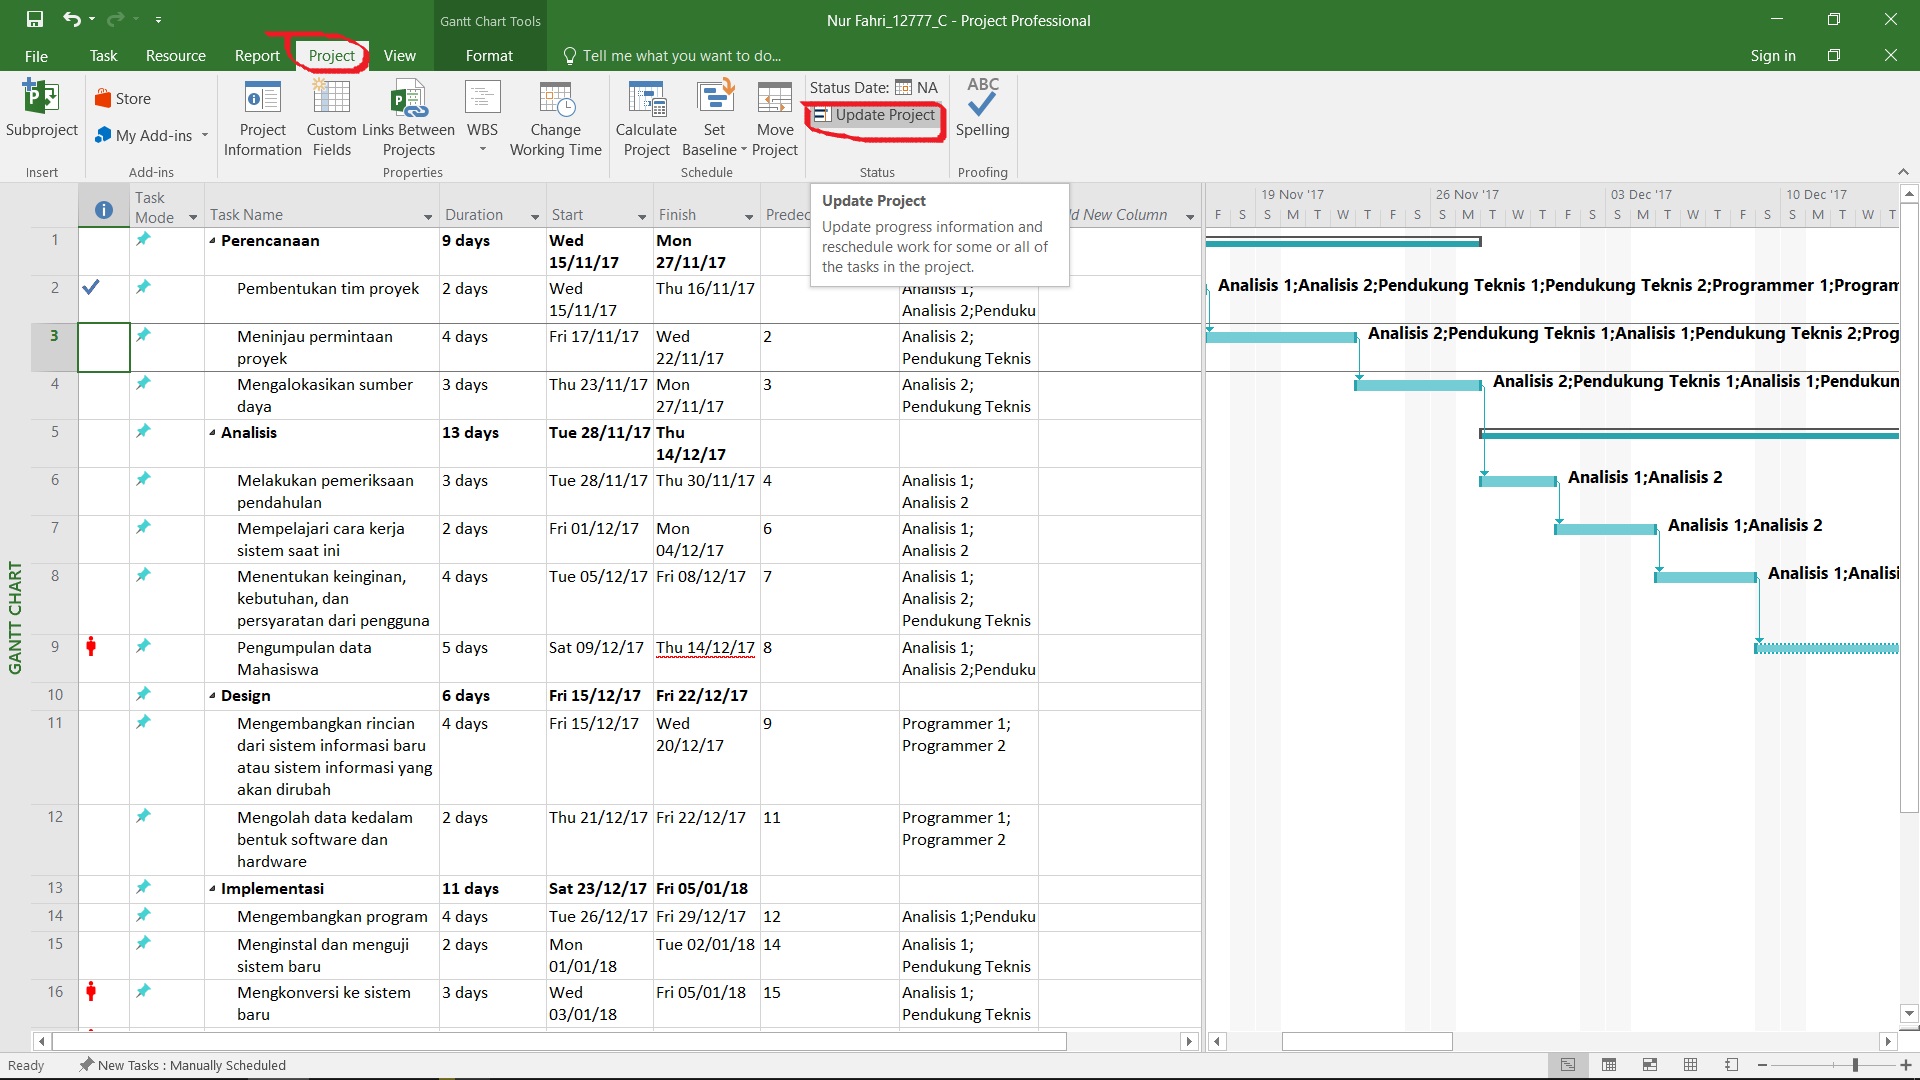 Gantt Chart Tools
Nur Fahri_12777_C - Project Professional
File Task Resource Report Project View Format Tell me what you want to do... Sign in
Subproject
Store
My Add-ins
Project Information
Custom Fields
Links Between Projects
WBS
Change Working Time
Calculate Project
Set Baseline
Move Project
Status Date: NA
Update Project
ABC
Spelling
Insert Add-ins Properties Schedule Status Proofing
Update Project
Update progress information and
reschedule work for some or all of
the tasks in the project.
Task Mode Task Name Duration Start Finish Predec d New Column
19 Nov '17 26 Nov '17 03 Dec '17 10 Dec '17
F S S M T W T F S S M T W T F S S M T W T F S S M T W T
1 Perencanaan 9 days Wed 15/11/17 Mon 27/11/17
2 Pembentukan tim proyek 2 days Wed 15/11/17 Thu 16/11/17 Analisis 1; Analisis 2;Penduku
Analisis 1;Analisis 2;Pendukung Teknis 1;Pendukung Teknis 2;Programmer 1;Program
3 Meninjau permintaan proyek 4 days Fri 17/11/17 Wed 22/11/17 2 Analisis 2; Pendukung Teknis
Analisis 2;Pendukung Teknis 1;Analisis 1;Pendukung Teknis 2;Prog
4 Mengalokasikan sumber daya 3 days Thu 23/11/17 Mon 27/11/17 3 Analisis 2; Pendukung Teknis
Analisis 2;Pendukung Teknis 1;Analisis 1;Pendukun
5 Analisis 13 days Tue 28/11/17 Thu 14/12/17
6 Melakukan pemeriksaan pendahulan 3 days Tue 28/11/17 Thu 30/11/17 4 Analisis 1; Analisis 2
Analisis 1;Analisis 2
7 Mempelajari cara kerja sistem saat ini 2 days Fri 01/12/17 Mon 04/12/17 6 Analisis 1; Analisis 2
Analisis 1;Analisis 2
8 Menentukan keinginan, kebutuhan, dan persyaratan dari pengguna 4 days Tue 05/12/17 Fri 08/12/17 7 Analisis 1; Analisis 2; Pendukung Teknis
Analisis 1;Analisi
9 Pengumpulan data Mahasiswa 5 days Sat 09/12/17 Thu 14/12/17 8 Analisis 1; Analisis 2;Penduku
10 Design 6 days Fri 15/12/17 Fri 22/12/17
11 Mengembangkan rincian dari sistem informasi baru atau sistem informasi yang akan dirubah 4 days Fri 15/12/17 Wed 20/12/17 9 Programmer 1; Programmer 2
12 Mengolah data kedalam bentuk software dan hardware 2 days Thu 21/12/17 Fri 22/12/17 11 Programmer 1; Programmer 2
13 Implementasi 11 days Sat 23/12/17 Fri 05/01/18
14 Mengembangkan program 4 days Tue 26/12/17 Fri 29/12/17 12 Analisis 1;Penduku
15 Menginstal dan menguji sistem baru 2 days Mon 01/01/18 Tue 02/01/18 14 Analisis 1; Pendukung Teknis
16 Mengkonversi ke sistem baru 3 days Wed 03/01/18 Fri 05/01/18 15 Analisis 1; Pendukung Teknis
GANTT CHART
Ready New Tasks : Manually Scheduled